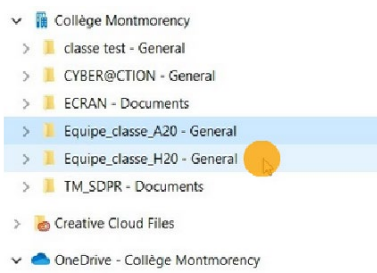 Collège Montmorency
classe test - General
CYBER@CTION - General
ECRAN - Documents
Equipe_classe_A20 - General
Equipe_classe_H20 - General
TM_SDPR - Documents
Creative Cloud Files
OneDrive - Collège Montmorency